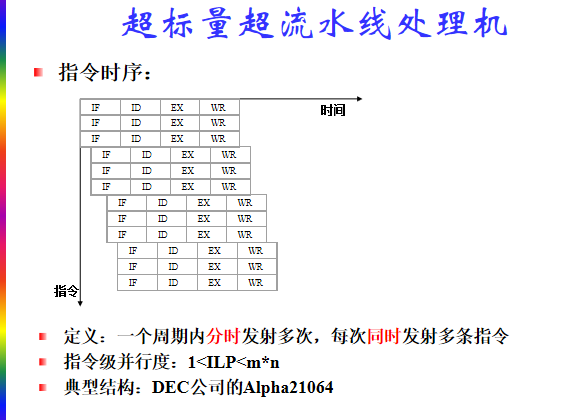 超标量超流水线处理机
指令时序：
时间
IF ID EX WR
IF ID EX WR
IF ID EX WR
IF ID EX WR
IF ID EX WR
IF ID EX WR
IF ID EX WR
IF ID EX WR
IF ID EX WR
IF ID EX WR
IF ID EX WR
IF ID EX WR
指令
定义：一个周期内分时发射多次，每次同时发射多条指令
指令级并行度：1<ILP<m*n
典型结构：DEC公司的Alpha21064